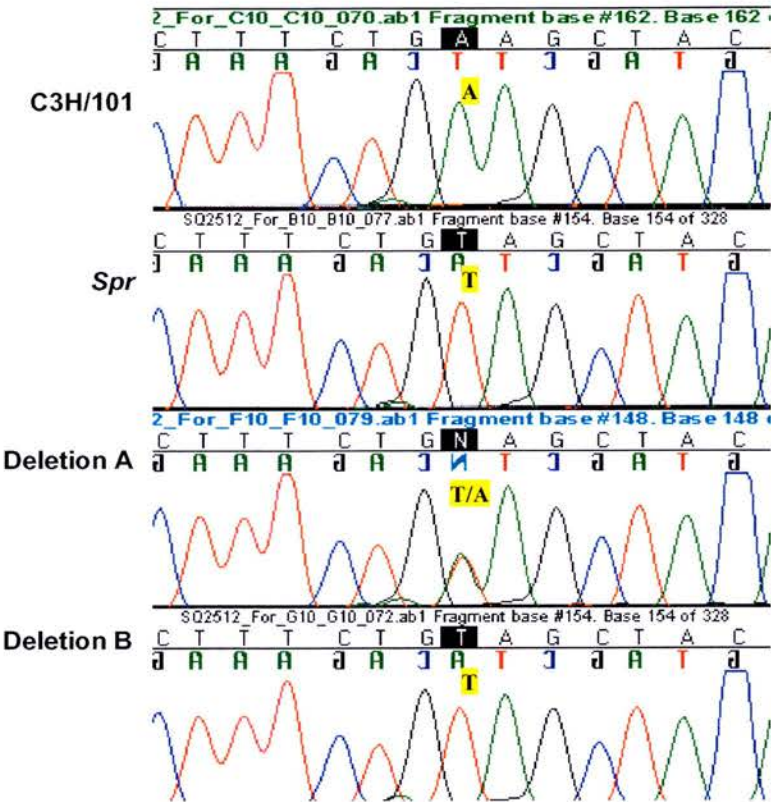 2_For_C10_C10_070.ab1 Fragment base #162. Base 162
C T T T C T G A A G C T A C
G A A A G A C T T C G A T G
A
C3H/101
SQ2512_For_B10_B10_077.ab1 Fragment base #154. Base 154 of 328
C T T T C T G T A G C T A C
G A A A G A C A T C G A T G
T
Spr
2_For_F10_F10_079.ab1 Fragment base #148. Base 148
C T T T C T G N A G C T A C
G A A A G A C N T C G A T G
Deletion A
T/A
SQ2512_For_G10_G10_072.ab1 Fragment base #154. Base 154 of 328
Deletion B
C T T T C T G T A G C T A C
G A A A G A C A T C G A T G
T